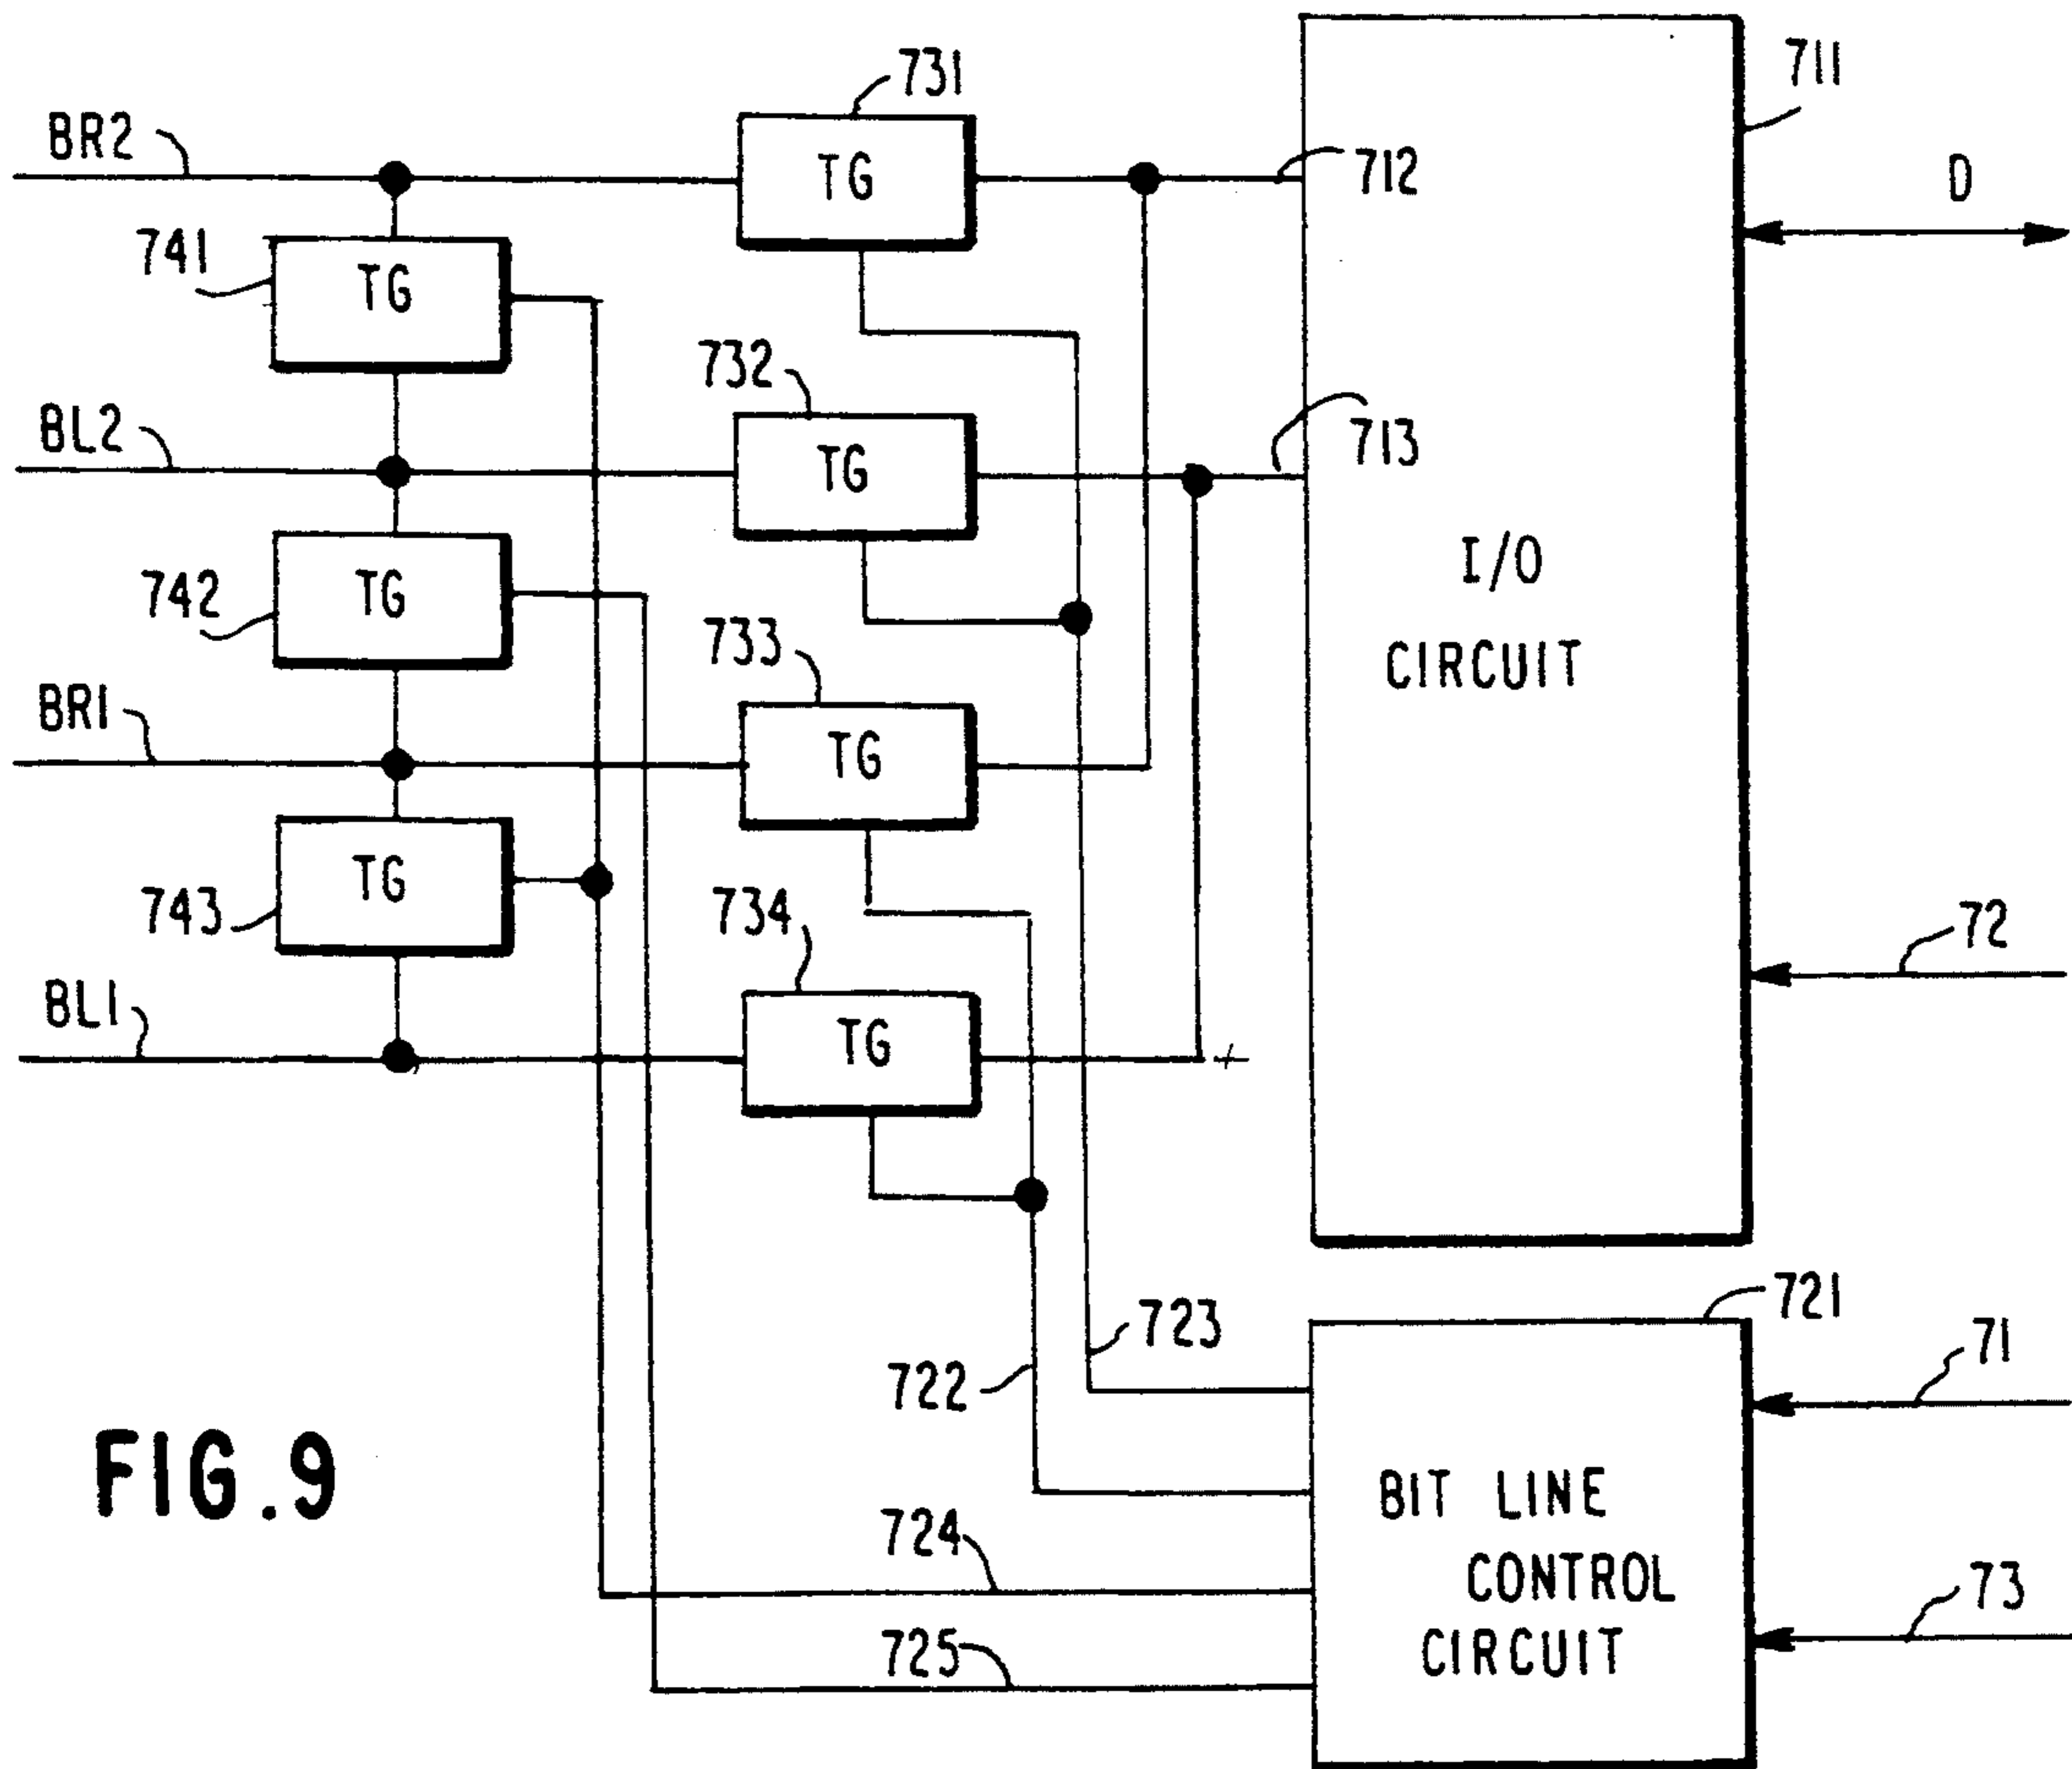 731
711
BR2
TG
712
D
741
TG
732
BL2
TG
713
I/O
CIRCUIT
742
TG
733
BR1
TG
743
TG
734
72
BL1
TG
721
723
71
722
FIG.9
BIT LINE
CONTROL
CIRCUIT
724
73
725